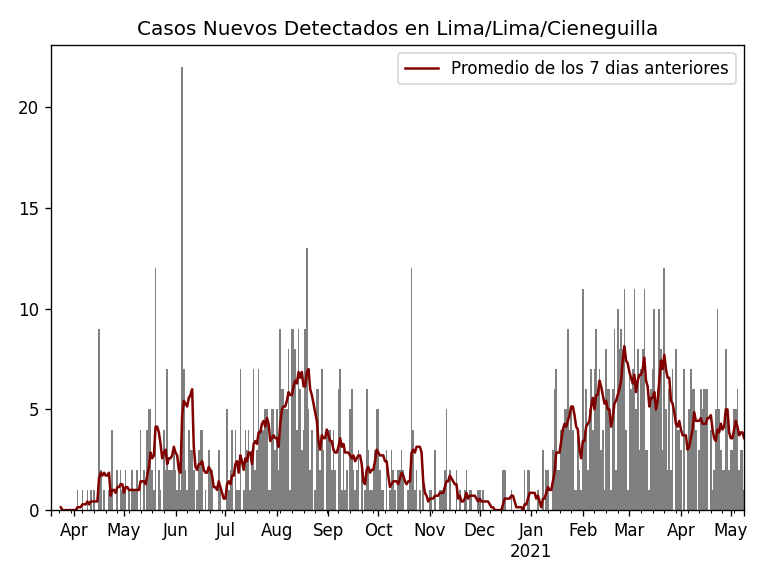 Casos Nuevos Detectados en Lima/Lima/Cieneguilla
Promedio de los 7 dias anteriores
20
15
10
5
0
Apr May Jun Jul Aug Sep Oct Nov Dec Jan Feb Mar Apr May
2021